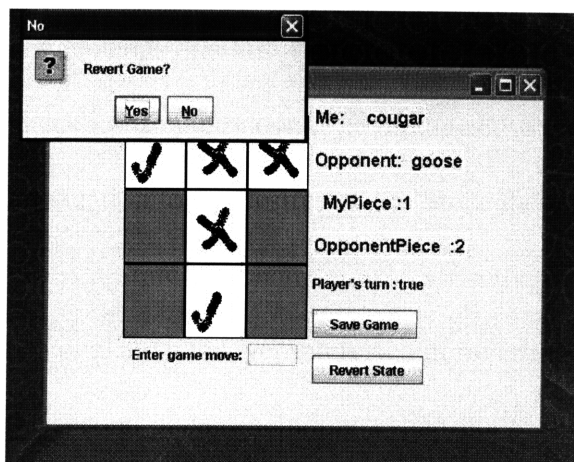 No
Revert Game?
Yes
No
Me: cougar
Opponent: goose
MyPiece :1
OpponentPiece :2
Player's turn : true
Save Game
Enter game move:
Revert State